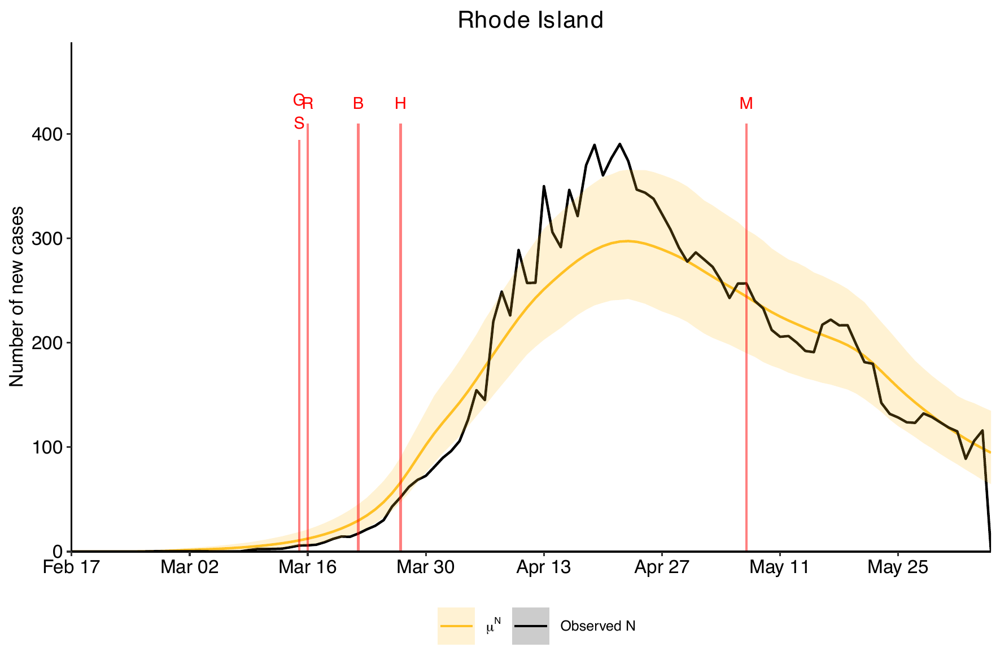 Rhode Island
Number of new cases
400
300
200
100
0
G
S
R
B
H
M
Feb 17
Mar 02
Mar 16
Mar 30
Apr 13
Apr 27
May 11
May 25
μN
Observed N